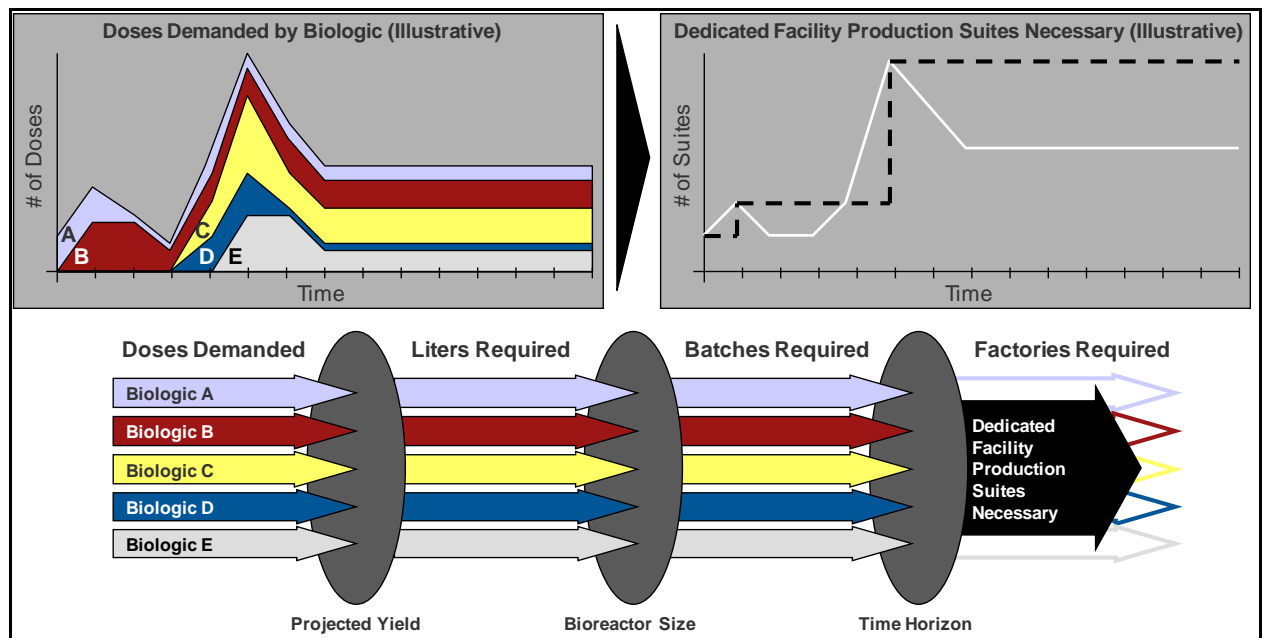 Doses Demanded by Biologic (Illustrative)
# of Doses
A
B
C
D
E
Time
Dedicated Facility Production Suites Necessary (Illustrative)
# of Suites
Time
Doses Demanded
Liters Required
Batches Required
Factories Required
Biologic A
Biologic B
Biologic C
Biologic D
Biologic E
Dedicated
Facility
Production
Suites
Necessary
Projected Yield
Bioreactor Size
Time Horizon